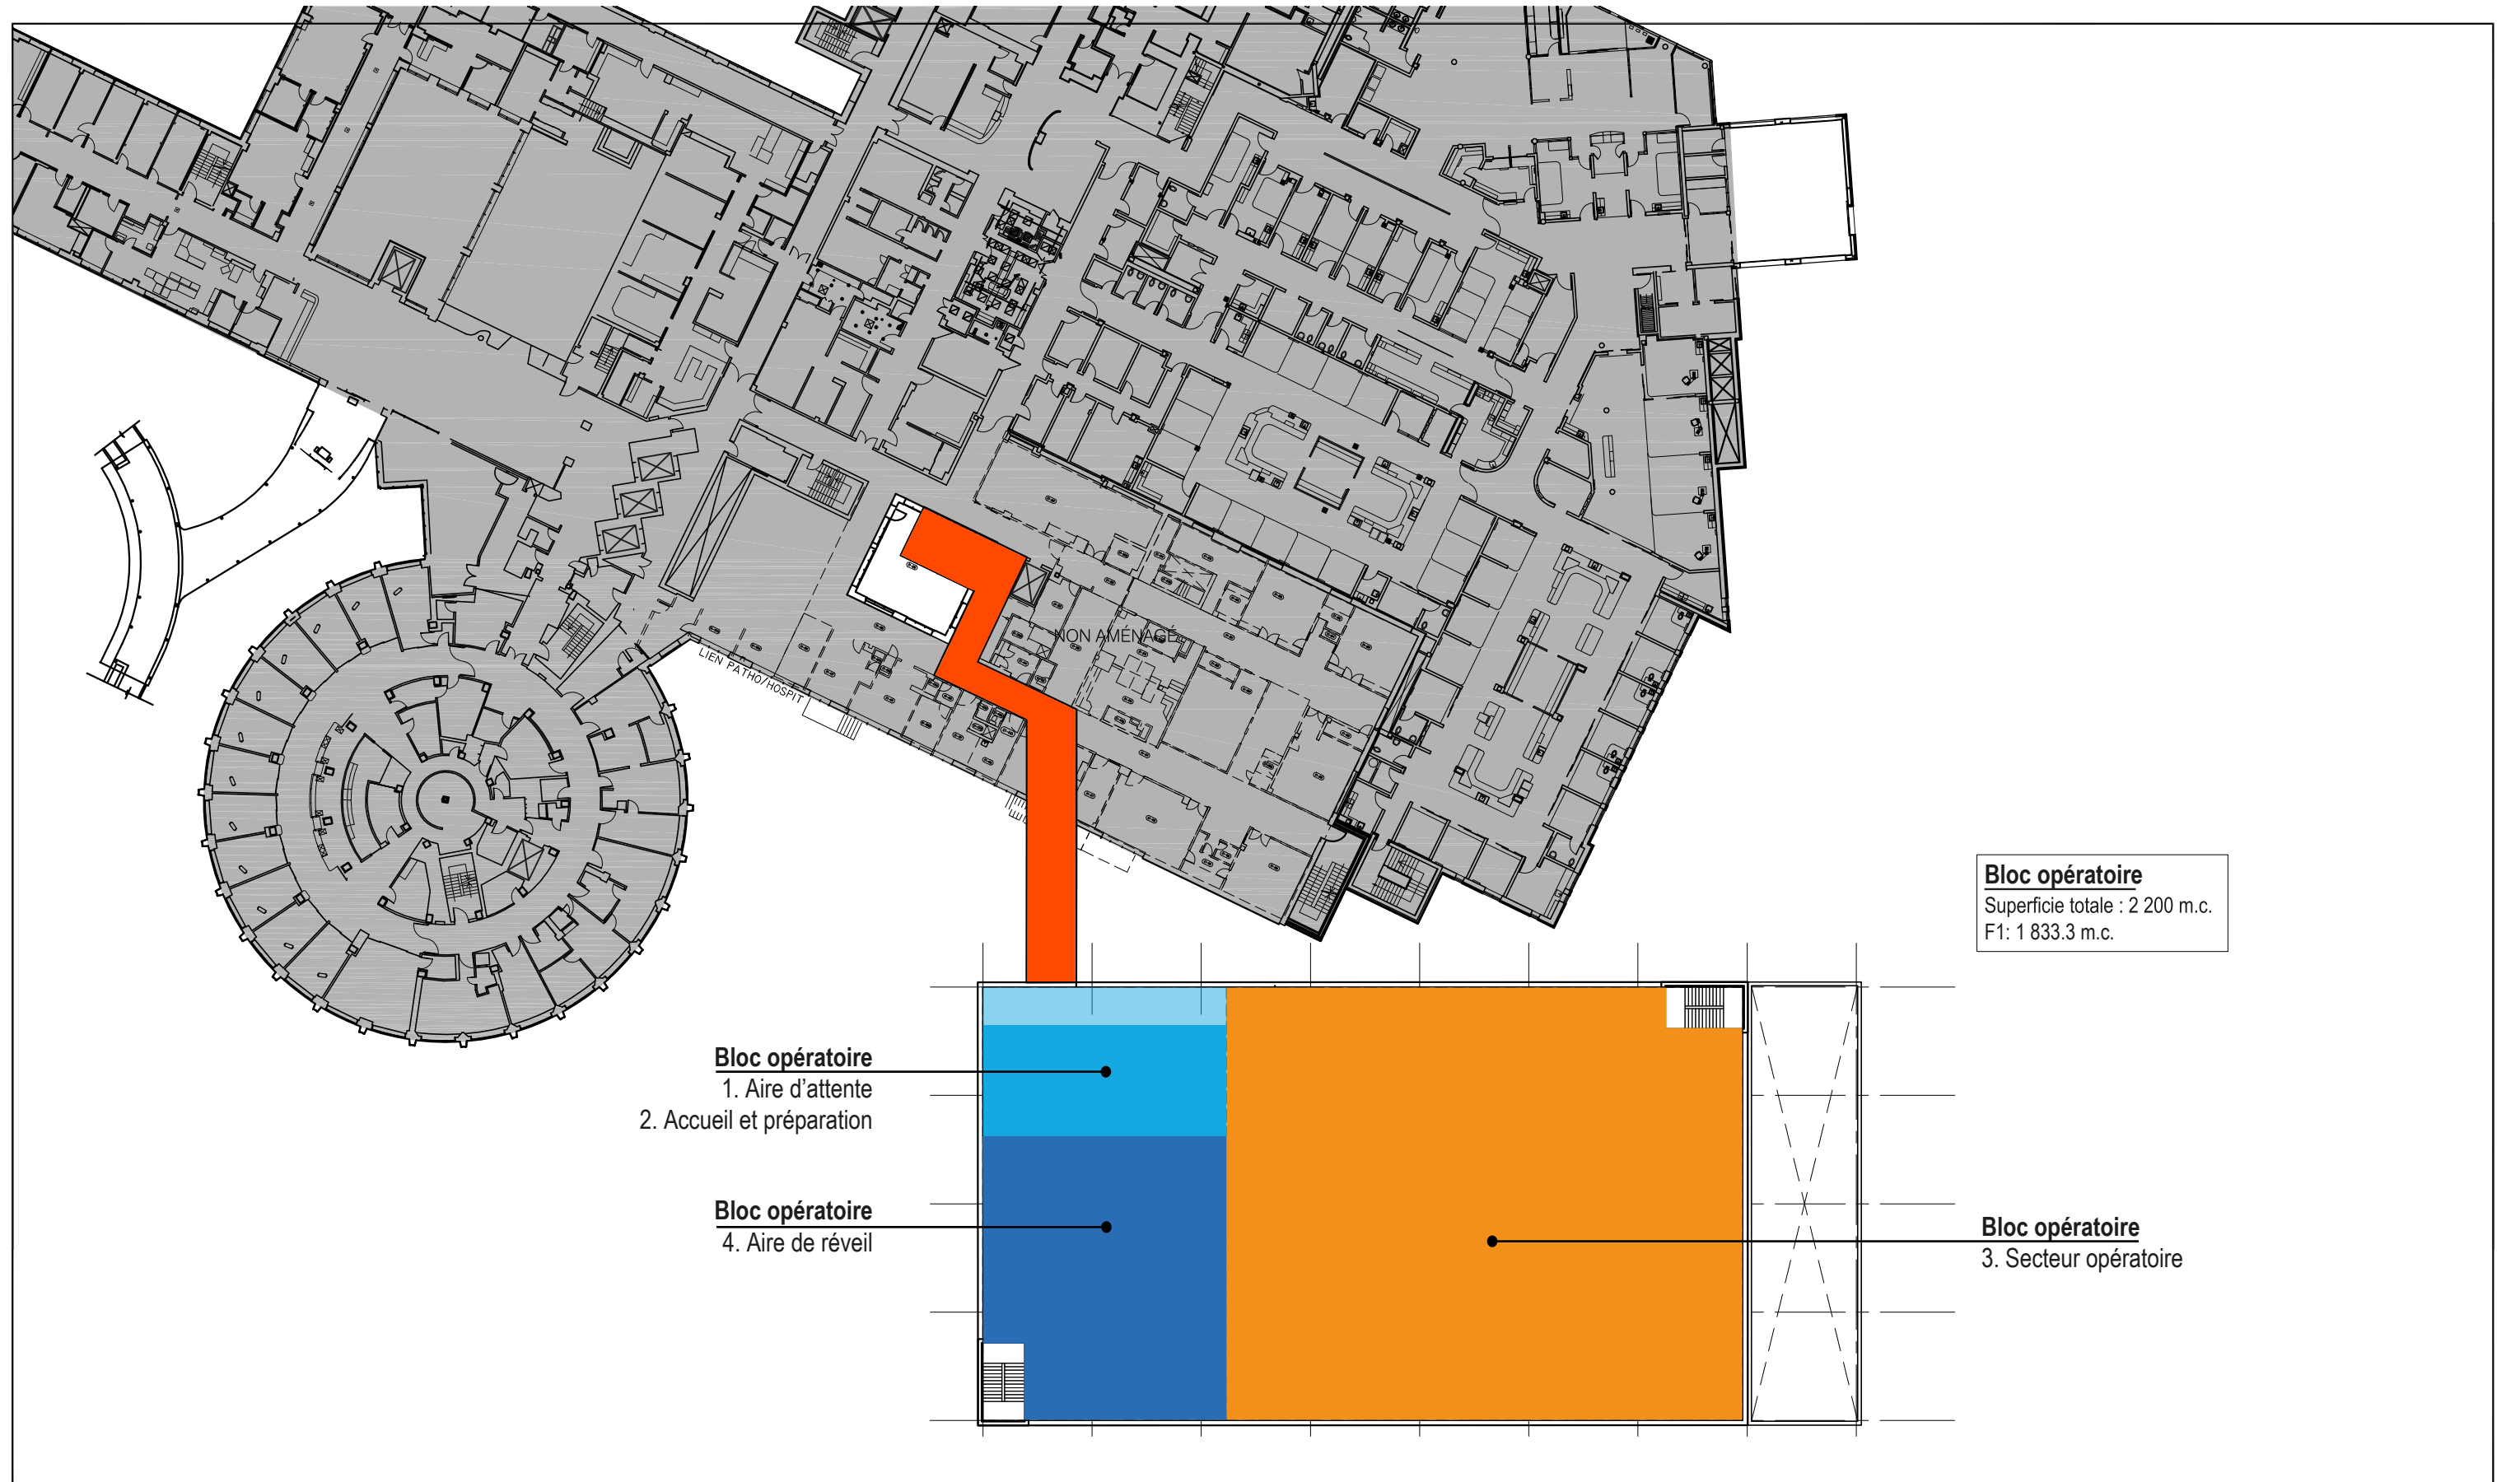 NON AMÉNAGÉ
LIEN PATHO/HOSPIT
Bloc opératoire
Superficie totale : 2 200 m.c.
F1: 1 833.3 m.c.
Bloc opératoire
1. Aire d’attente
2. Accueil et préparation
Bloc opératoire
4. Aire de réveil
Bloc opératoire
3. Secteur opératoire